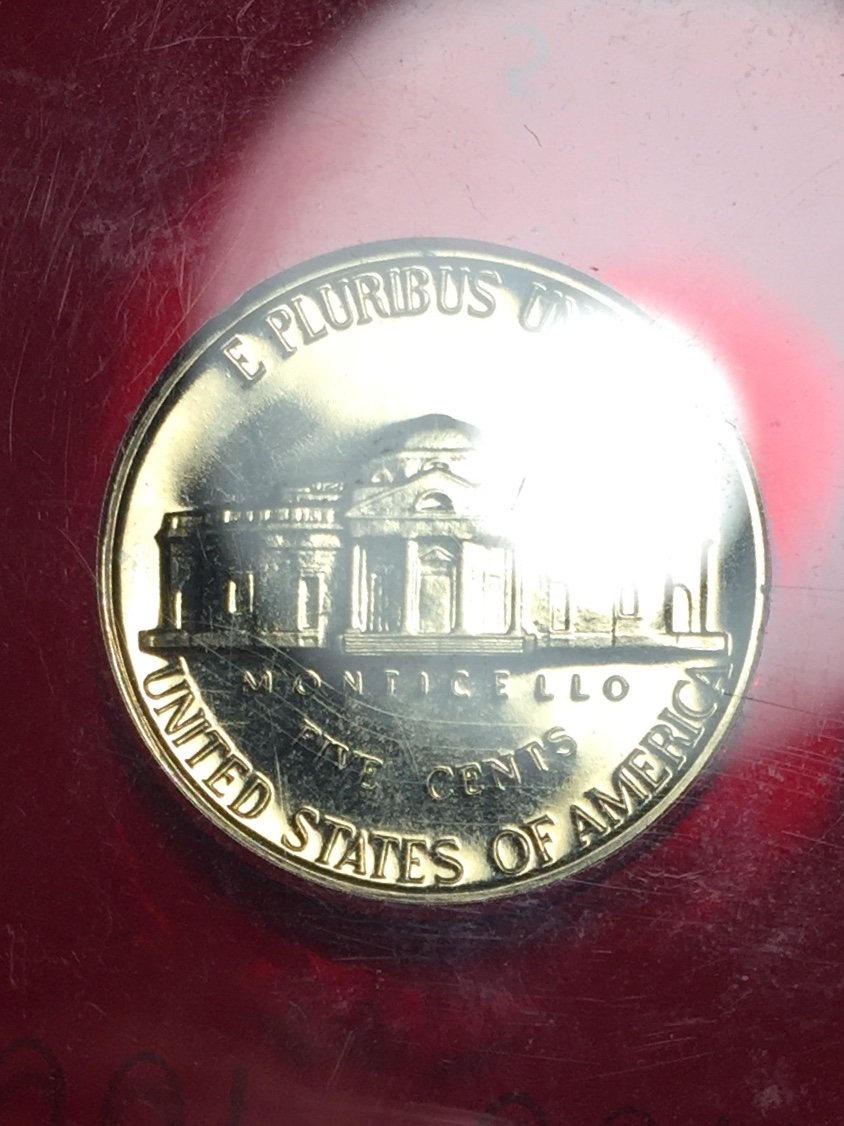 E PLURIBUS U
MONTICELLO
FIVE CENTS
UNITED STATES OF AMERICA